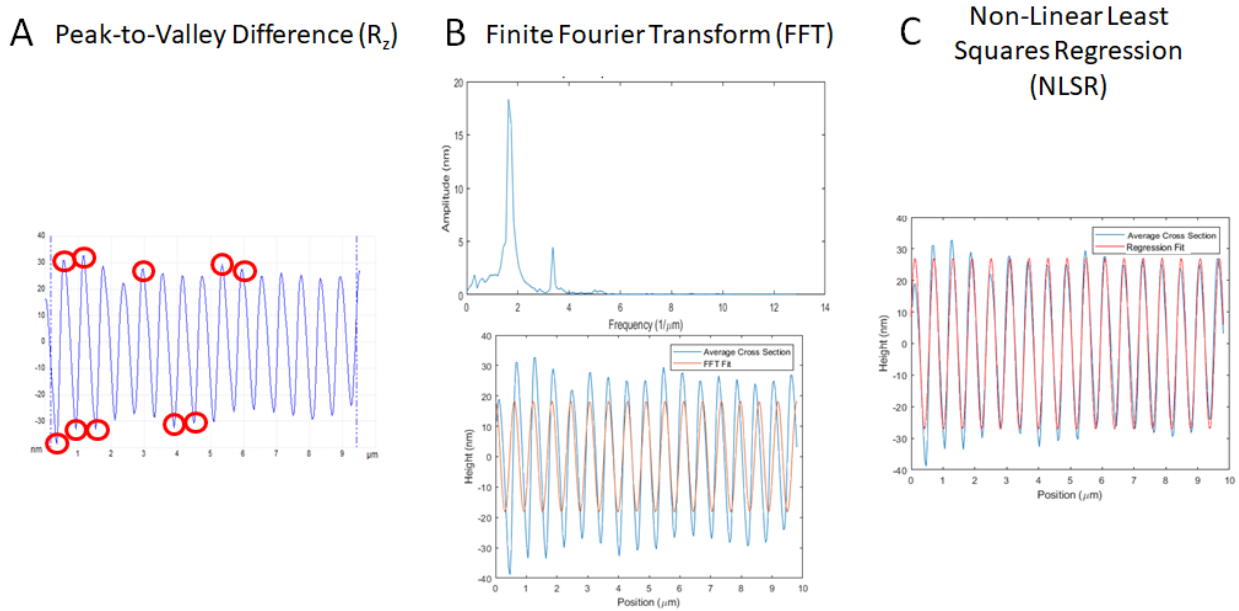 A Peak-to-Valley Difference (Rz)
40
30
20
10
0
-10
-20
-30
nm
1
2
3
4
5
6
7
8
9
μm
B Finite Fourier Transform (FFT)
20
15
10
5
0
Amplitude (nm)
0 2 4 6 8 10 12 14
Frequency (1/μm)
40
30
20
10
0
-10
-20
-30
-40
Height (nm)
Average Cross Section
FFT Fit
0 1 2 3 4 5 6 7 8 9 10
Position (μm)
C Non-Linear Least
Squares Regression
(NLSR)
40
30
20
10
0
-10
-20
-30
-40
Height (nm)
Average Cross Section
Regression Fit
0 1 2 3 4 5 6 7 8 9 10
Position (μm)